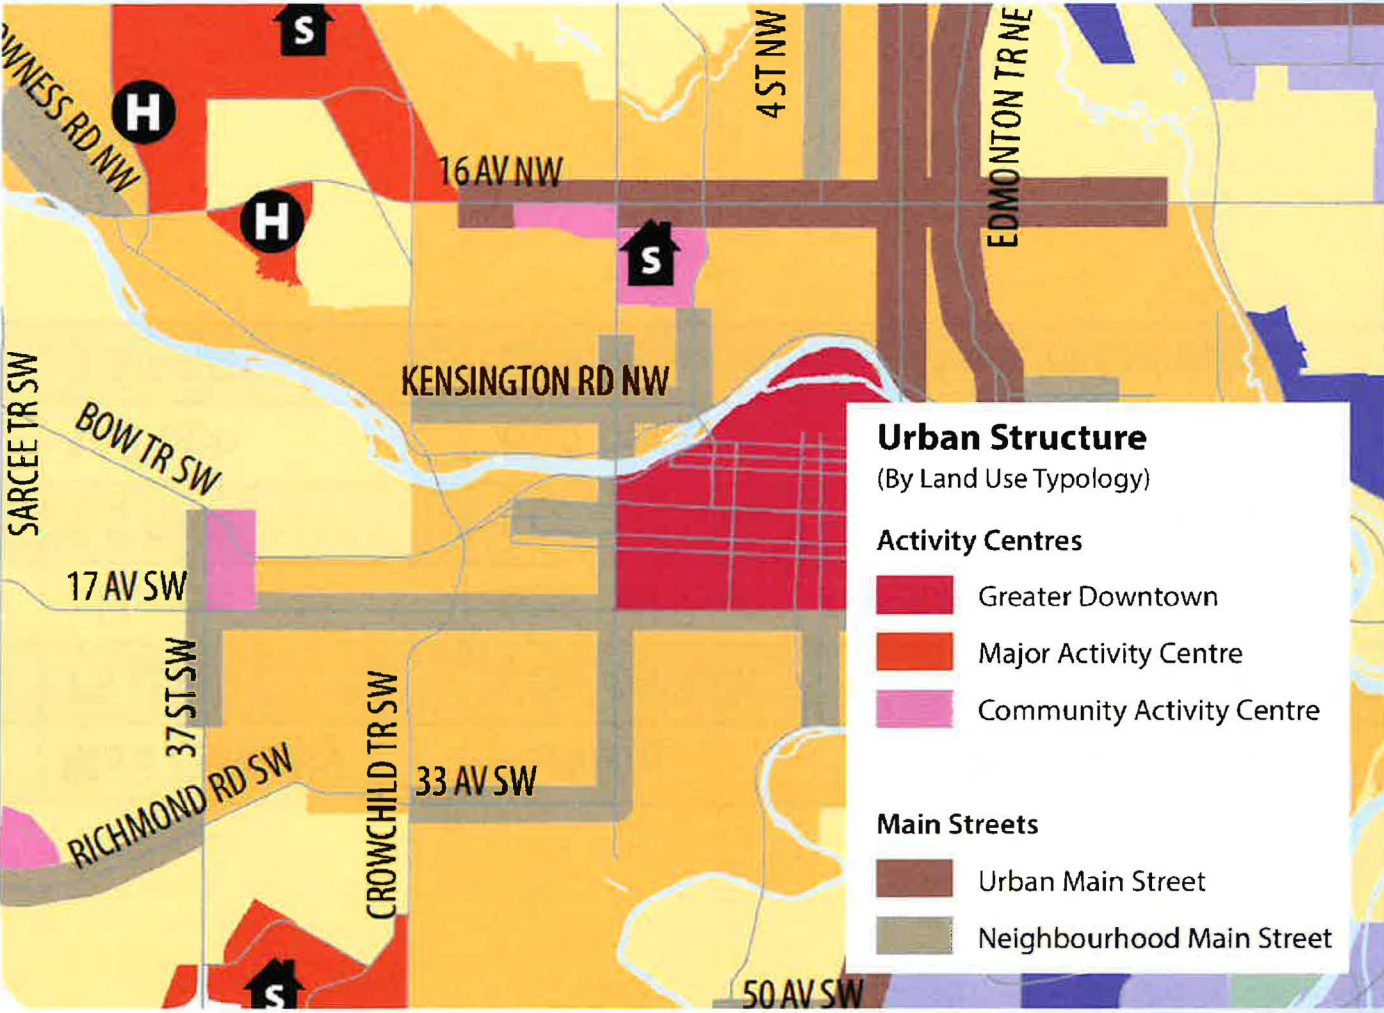 S
H
OWNESS RD NW
4 ST NW
EDMONTON TR NE
16 AV NW
H
S
KENSINGTON RD NW
SARCEE TR SW
BOW TR SW
17 AV SW
37 ST SW
CROWCHILD TR SW
33 AV SW
RICHMOND RD SW
S
50 AV SW
Urban Structure
(By Land Use Typology)
Activity Centres
Greater Downtown
Major Activity Centre
Community Activity Centre
Main Streets
Urban Main Street
Neighbourhood Main Street